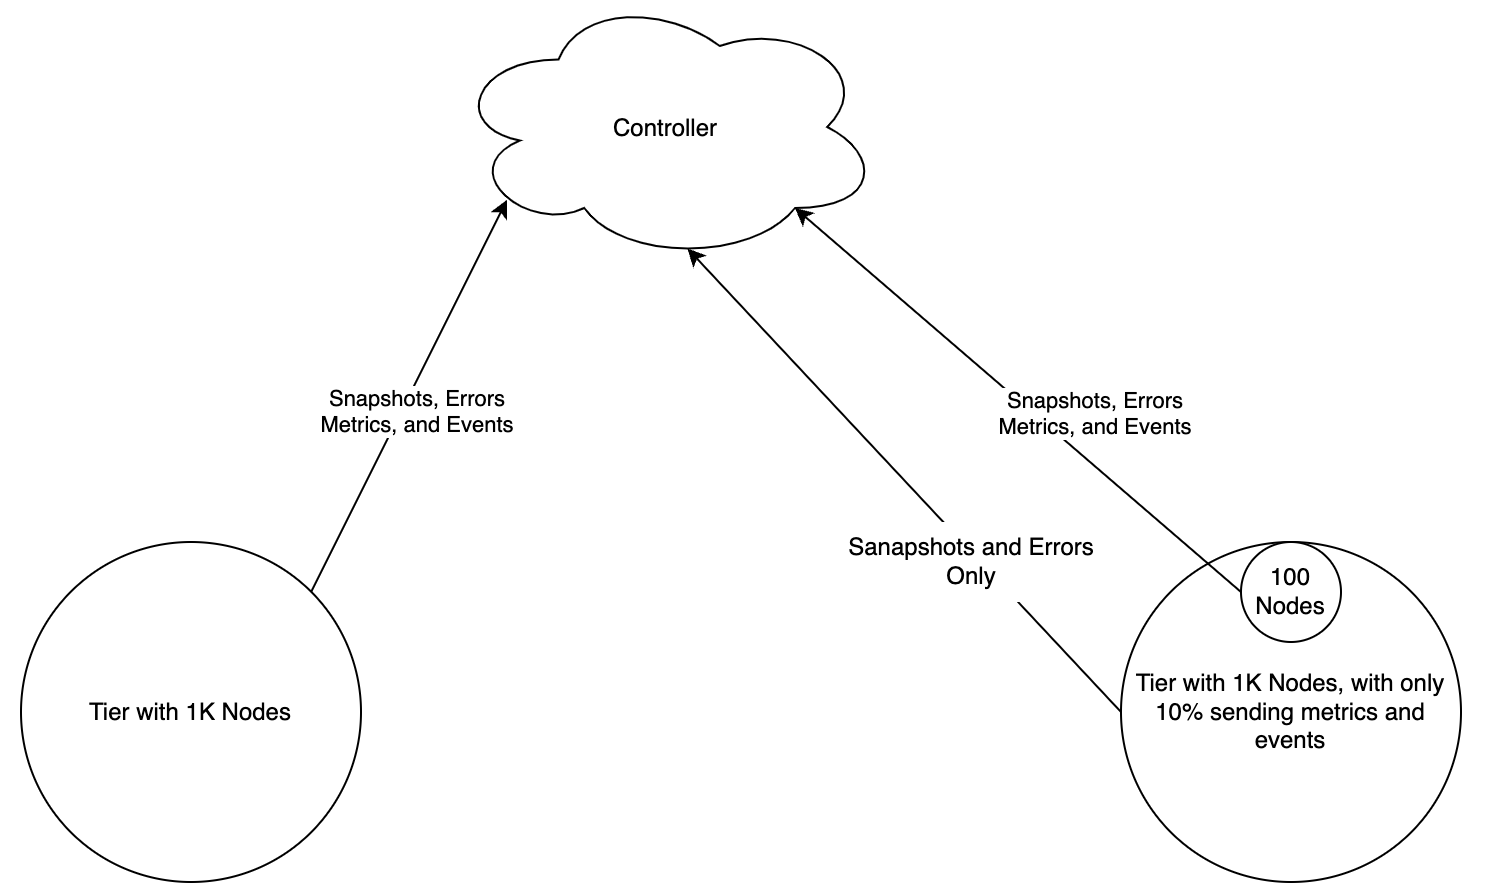 Controller
Snapshots, Errors
Metrics, and Events
Snapshots, Errors
Metrics, and Events
Sanapshots and Errors
Only
100
Nodes
Tier with 1K Nodes
Tier with 1K Nodes, with only
10% sending metrics and
events